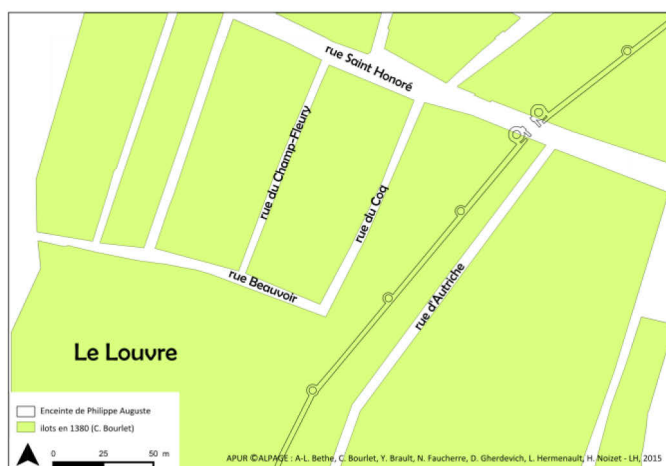 rue Saint Honoré
rue du Champ-Fleury
rue du Coq
rue Beauvoir
rue d'Autriche
Le Louvre
Enceinte de Philippe Auguste
ilots en 1380 (C. Bourlet)
0 25 50 m
APUR ©ALPAGE : A-L. Bethe, C. Bourlet, Y. Brault, N. Faucherre, D. Gherdevich, L. Hermenault, H. Noizet - LH, 2015